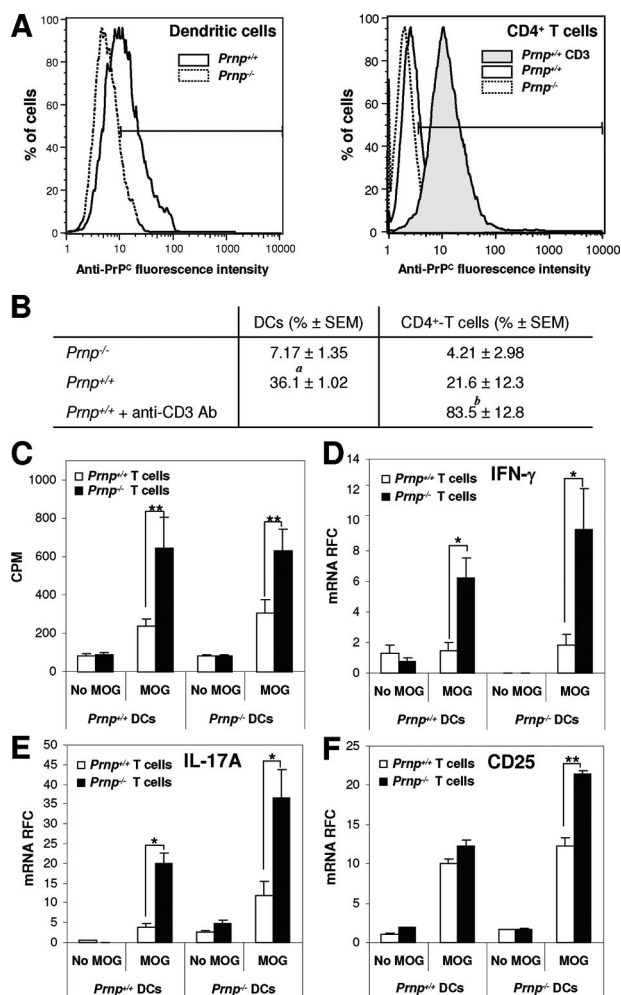 A
Dendritic cells
Prnp+/+
Prnp-/-
% of cells
100
80
60
40
20
0
1 10 100 1000 10000
Anti-PrPC fluorescence intensity
CD4+ T cells
Prnp+/+ CD3
Prnp+/+
Prnp-/-
% of cells
100
80
60
40
20
0
1 10 100 1000 10000
Anti-PrPC fluorescence intensity
B
DCs (% ± SEM) CD4+-T cells (% ± SEM)
Prnp-/- 7.17 ± 1.35 4.21 ± 2.98
a
Prnp+/+ 36.1 ± 1.02 21.6 ± 12.3
b
Prnp+/+ + anti-CD3 Ab 83.5 ± 12.8
C
Prnp+/+ T cells
Prnp-/- T cells
CPM
1000
800
600
400
200
0
** **
No MOG MOG No MOG MOG
Prnp+/+ DCs Prnp-/- DCs
D
Prnp+/+ T cells
Prnp-/- T cells
IFN-γ
mRNA RFC
14
12
10
8
6
4
2
0
* *
No MOG MOG No MOG MOG
Prnp+/+ DCs Prnp-/- DCs
E
Prnp+/+ T cells
Prnp-/- T cells
IL-17A
mRNA RFC
50
45
40
35
30
25
20
15
10
5
0
* *
No MOG MOG No MOG MOG
Prnp+/+ DCs Prnp-/- DCs
F
Prnp+/+ T cells
Prnp-/- T cells
CD25
mRNA RFC
25
20
15
10
5
0
**
No MOG MOG No MOG MOG
Prnp+/+ DCs Prnp-/- DCs